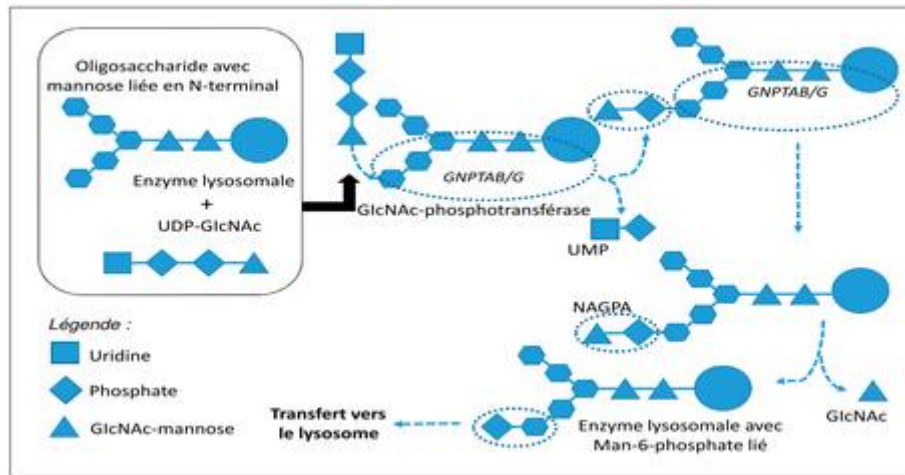 Oligosaccharide avec
mannose liée en N-terminal
Enzyme lysosomale
+
UDP-GlcNAc
GNPTAB/G
GlcNAc-phosphotransférase
GNPTAB/G
UMP
NAGPA
GlcNAc
Enzyme lysosomale avec
Man-6-phosphate lié
Transfert vers
le lysosome
Légende :
Uridine
Phosphate
GlcNAc-mannose